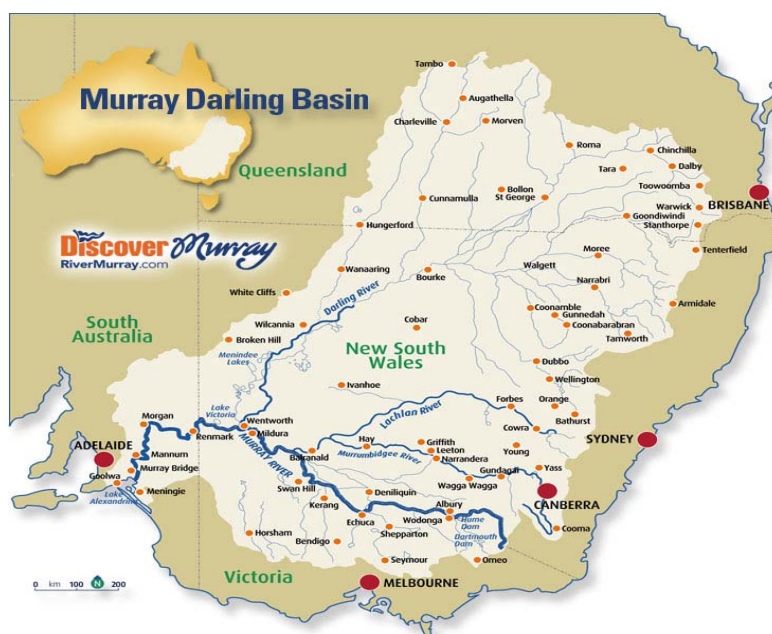 Murray Darling Basin
Discover Murray
RiverMurray.com
Queensland
South
Australia
New South
Wales
Victoria
Tambo
Augathella
Charleville
Morven
Roma
Chinchilla
Dalby
Tara
Toowoomba
Bollon
St George
Cunnamulla
Warwick
BRISBANE
Goondiwindi
Stanthorpe
Hungerford
Tenterfield
Moree
Walgett
Wanaaring
Bourke
Narrabri
White Cliffs
Darling River
Armidale
Coonamble
Gunnedah
Coonabarabran
Wilcannia
Cobar
Tamworth
Broken Hill
Menindee
Lakes
Dubbo
Wellington
Ivanhoe
Forbes
Orange
Lachlan River
Bathurst
Lake
Victoria
Morgan
Wentworth
Mildura
Renmark
Cowra
SYDNEY
ADELAIDE
Mannum
MURRAY RIVER
Balranald
Hay
Griffith
Leeton
Murrumbidgee River
Narrandera
Young
Murray Bridge
Gundagai
Yass
Goolwa
Wagga Wagga
Lake
Alexandrina
Meningie
Swan Hill
Deniliquin
Kerang
CANBERRA
Albury
Echuca
Wodonga
Hume
Dam
Dartmouth
Dam
Cooma
Horsham
Bendigo
Shepparton
Seymour
Omeo
MELBOURNE
0 km 100 N 200